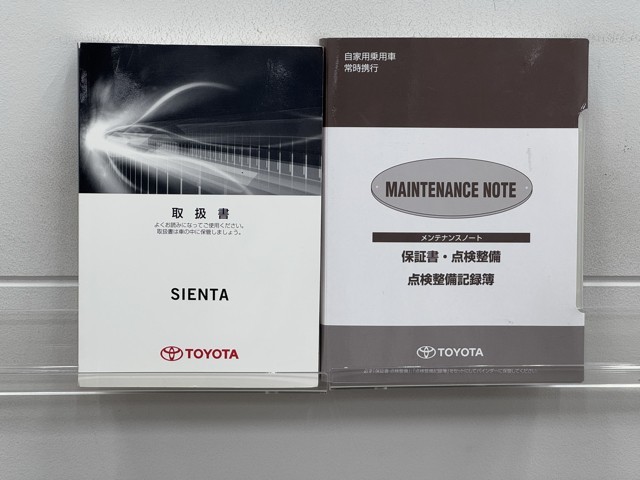 取扱書
よくお読みになってご使用ください。
取扱書は車の中に保管しましょう。
SIENTA
TOYOTA
自家用乗用車
常時携行
MAINTENANCE NOTE
メンテナンスノート
保証書・点検整備
点検整備記録簿
TOYOTA